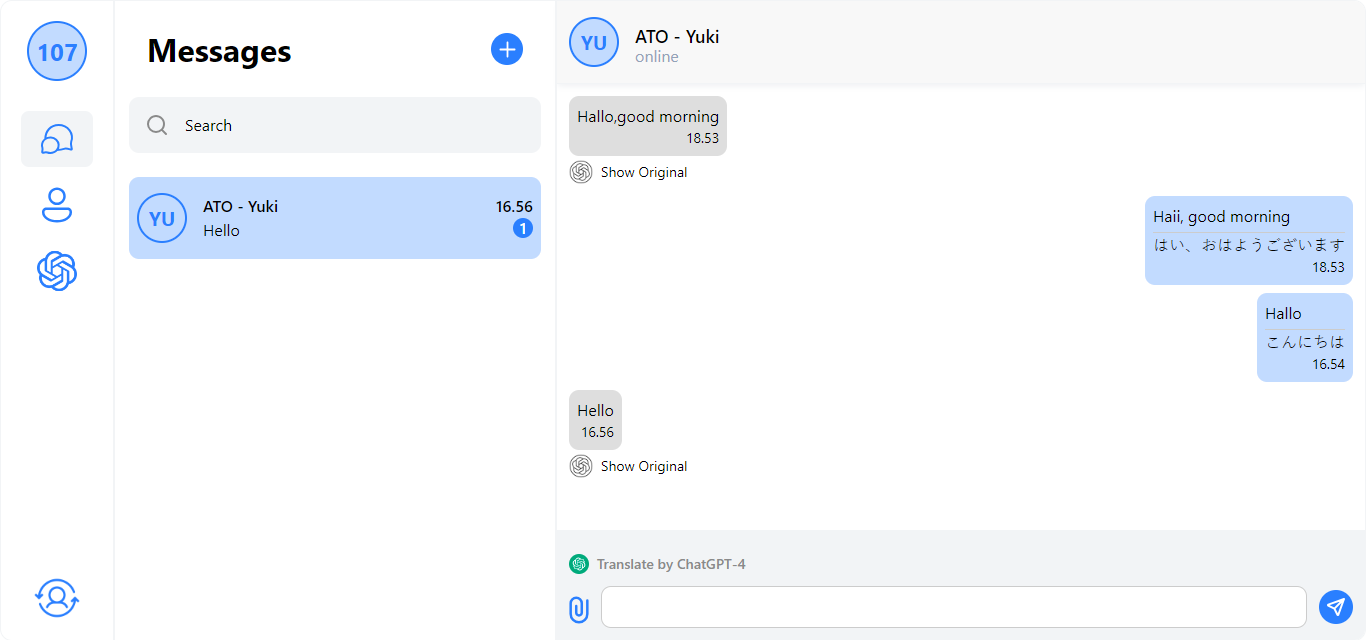 107
Messages
Search
YU
ATO - Yuki
16.56
Hello
1
YU
ATO - Yuki
online
Hallo,good morning
18.53
Show Original
Haii, good morning
はい、おはようございます
18.53
Hallo
こんにちは
16.54
Hello
16.56
Show Original
Translate by ChatGPT-4